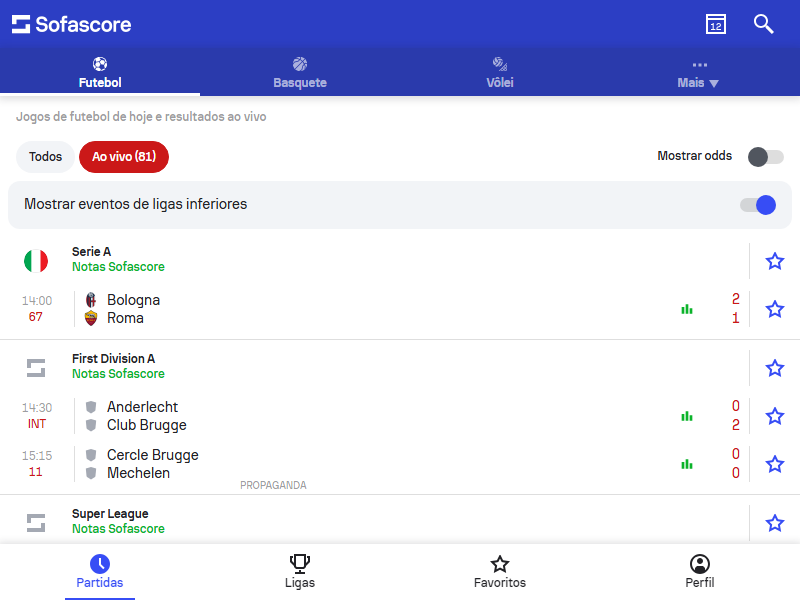 Sofascore
12
Futebol
Basquete
Vôlei
Mais
Jogos de futebol de hoje e resultados ao vivo
Todos
Ao vivo (81)
Mostrar odds
Mostrar eventos de ligas inferiores
Serie A
Notas Sofascore
14:00
67
Bologna
Roma
2
1
First Division A
Notas Sofascore
14:30
INT
Anderlecht
Club Brugge
0
2
15:15
11
Cercle Brugge
Mechelen
0
0
PROPAGANDA
Super League
Notas Sofascore
Partidas
Ligas
Favoritos
Perfil